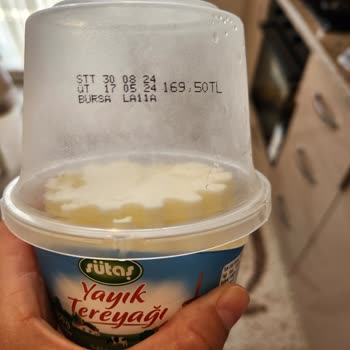 STT 30 08 24
ÜT 17 05 24 169,50TL
BURSA LA11A
sütaş
Yayık
Tereyağı